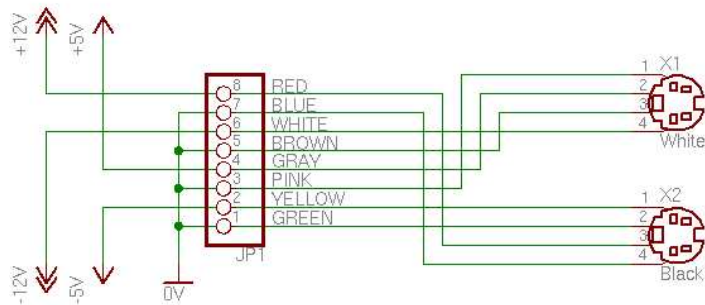 +12V
+5V
8 RED
7 BLUE
6 WHITE
5 BROWN
4 GRAY
3 PINK
2 YELLOW
1 GREEN
JP1
-12V
-5V
0V
1 X1
2
3
4
White
1 X2
2
3
4
Black